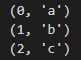 (0, 'a')
(1, 'b')
(2, 'c')